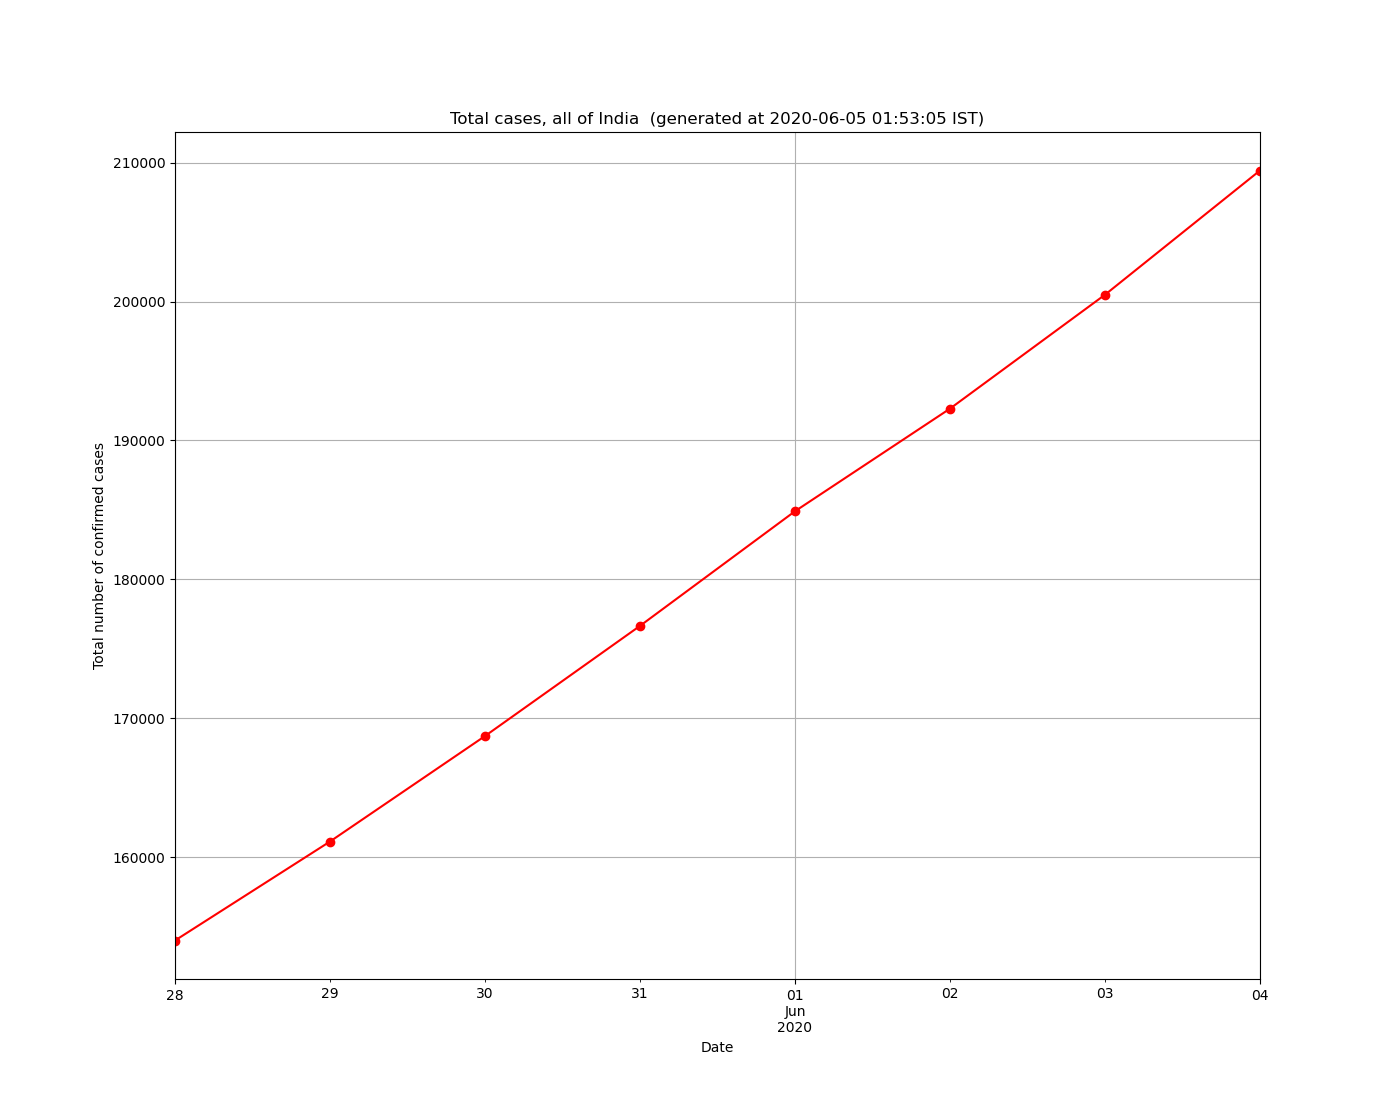 Total cases, all of India  (generated at 2020-06-05 01:53:05 IST)
210000
200000
190000
180000
170000
160000
Total number of confirmed cases
28 29 30 31 01 02 03 04
Jun
2020
Date